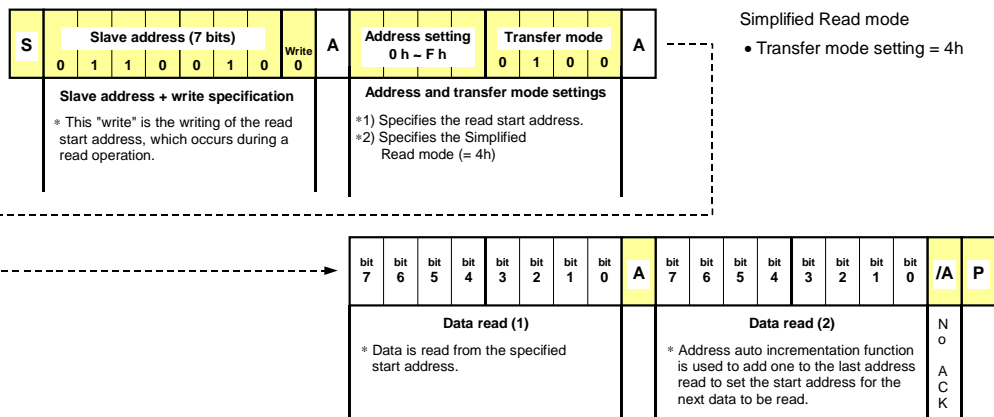 Simplified Read mode
• Transfer mode setting = 4h
S
Slave address (7 bits)
0 1 1 0 0 1 0
Write
0
A
Address setting
0 h ~ F h
Transfer mode
0 1 0 0
A
Slave address + write specification
* This "write" is the writing of the read
start address, which occurs during a
read operation.
Address and transfer mode settings
*1) Specifies the read start address.
*2) Specifies the Simplified
Read mode (= 4h)
bit 7 bit 6 bit 5 bit 4 bit 3 bit 2 bit 1 bit 0
A
bit 7 bit 6 bit 5 bit 4 bit 3 bit 2 bit 1 bit 0
/A
P
Data read (1)
* Data is read from the specified
start address.
Data read (2)
* Address auto incrementation function
is used to add one to the last address
read to set the start address for the
next data to be read.
No ACK